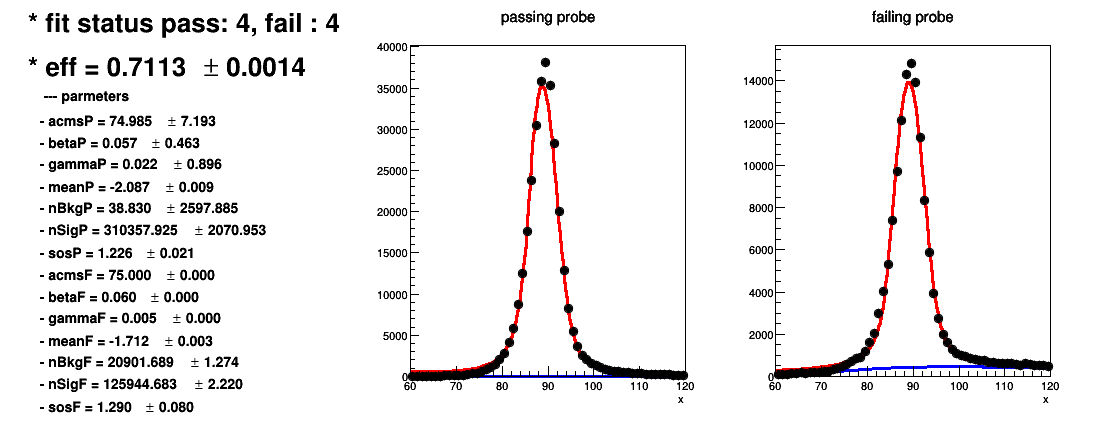 * fit status pass: 4, fail : 4
* eff = 0.7113 ± 0.0014
--- parmeters
- acmsP = 74.985 ± 7.193
- betaP = 0.057 ± 0.463
- gammaP = 0.022 ± 0.896
- meanP = -2.087 ± 0.009
- nBkgP = 38.830 ± 2597.885
- nSigP = 310357.925 ± 2070.953
- sosP = 1.226 ± 0.021
- acmsF = 75.000 ± 0.000
- betaF = 0.060 ± 0.000
- gammaF = 0.005 ± 0.000
- meanF = -1.712 ± 0.003
- nBkgF = 20901.689 ± 1.274
- nSigF = 125944.683 ± 2.220
- sosF = 1.290 ± 0.080
passing probe
40000
35000
30000
25000
20000
15000
10000
5000
0
60 70 80 90 100 110 120
x
failing probe
14000
12000
10000
8000
6000
4000
2000
0
60 70 80 90 100 110 120
x